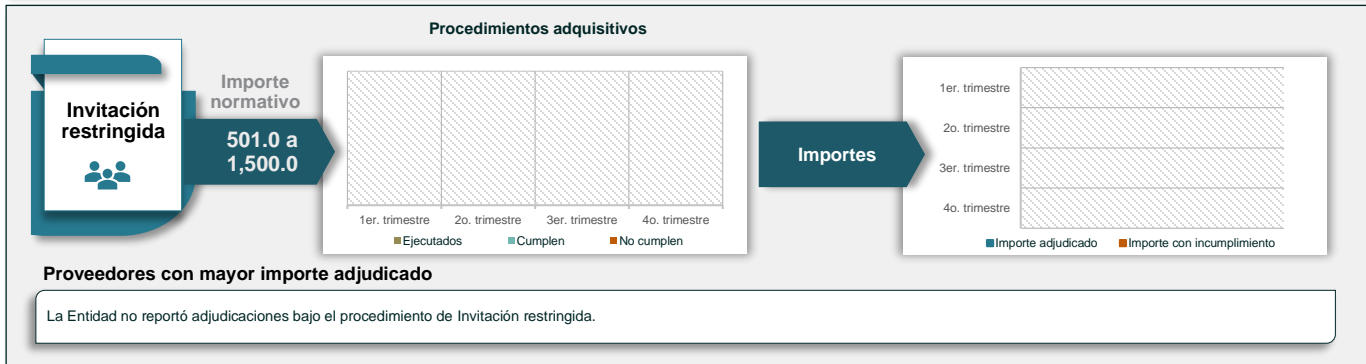 Procedimientos adquisitivos
Invitación
restringida
Importe
normativo
501.0 a
1,500.0
1er. trimestre 2o. trimestre 3er. trimestre 4o. trimestre
Ejecutados Cumplen No cumplen
Importes
1er. trimestre
2o. trimestre
3er. trimestre
4o. trimestre
Importe adjudicado Importe con incumplimiento
Proveedores con mayor importe adjudicado
La Entidad no reportó adjudicaciones bajo el procedimiento de Invitación restringida.